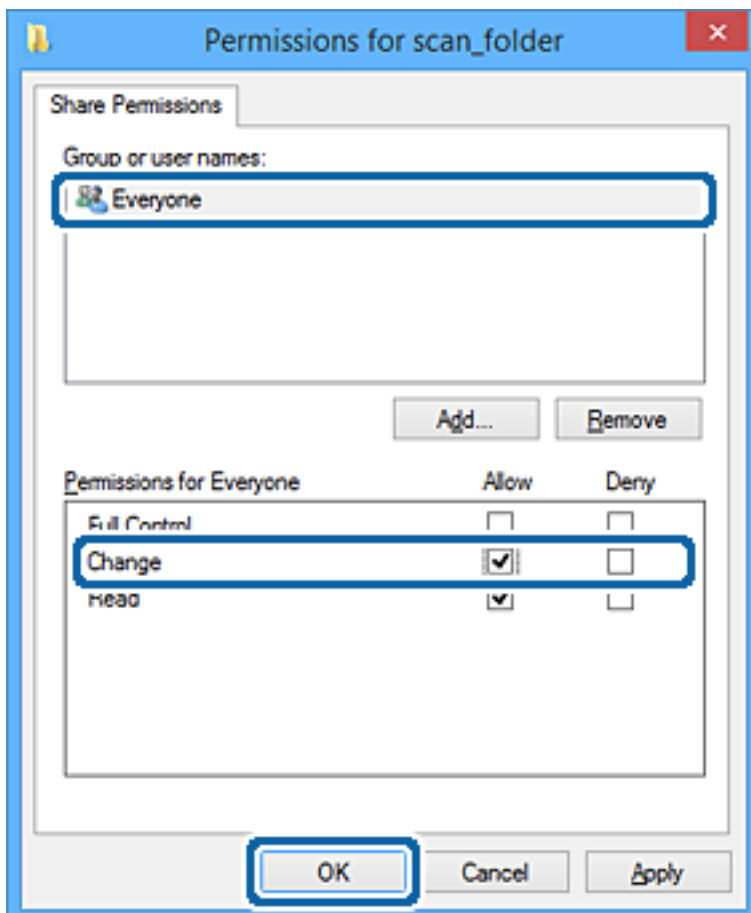 Permissions for scan_folder
Share Permissions
Group or user names:
Everyone
Add... Remove
Permissions for Everyone Allow Deny
Full Control
Change
Read
OK Cancel Apply